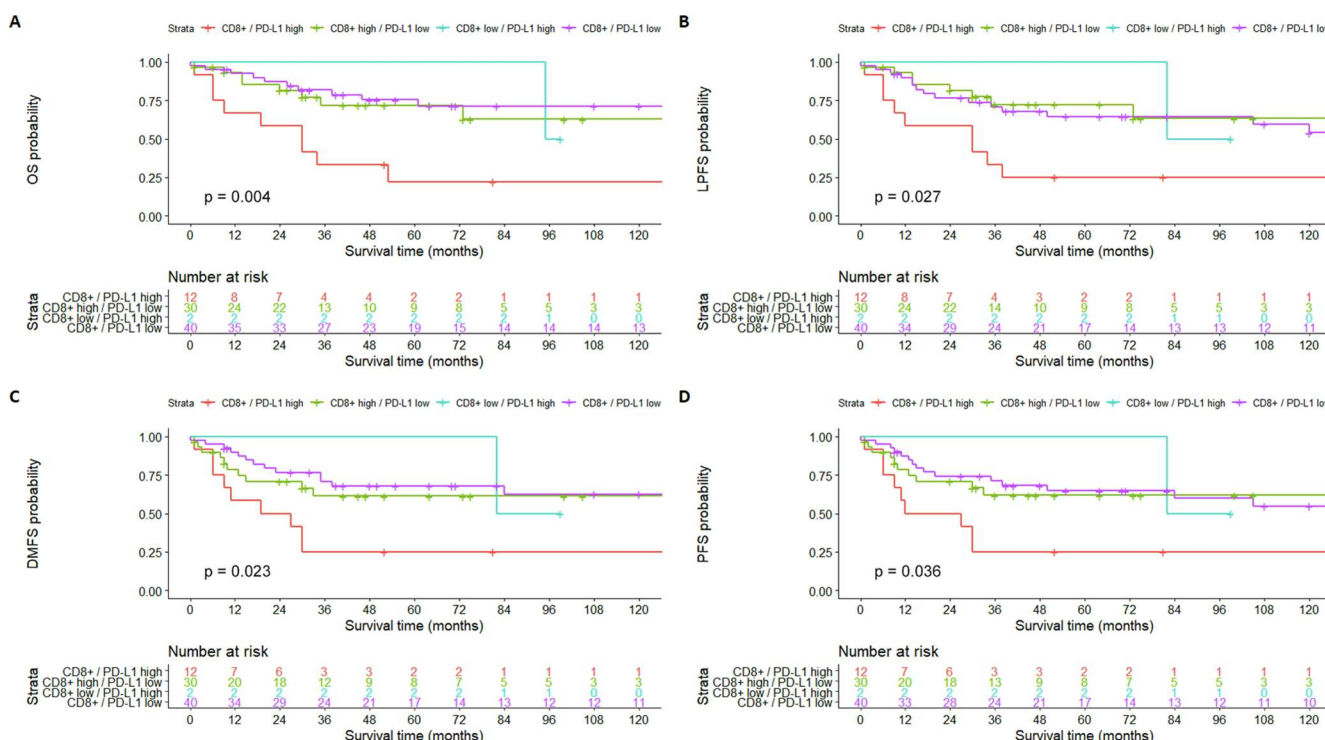 A
Strata CD8+ / PD-L1 high CD8+ high / PD-L1 low CD8+ low / PD-L1 high CD8+ / PD-L1 low
1.00
0.75
0.50
0.25
0.00
OS probability
p = 0.004
0 12 24 36 48 60 72 84 96 108 120
Survival time (months)
Number at risk
Strata
CD8+ / PD-L1 high 12 8 7 4 4 2 2 1 1 1 1
CD8+ high / PD-L1 low 30 24 22 13 10 9 8 5 5 3 3
CD8+ low / PD-L1 high 2 2 2 2 2 2 2 2 1 0 0
CD8+ / PD-L1 low 40 35 33 27 23 19 15 14 14 14 13
0 12 24 36 48 60 72 84 96 108 120
Survival time (months)
B
Strata CD8+ / PD-L1 high CD8+ high / PD-L1 low CD8+ low / PD-L1 high CD8+ / PD-L1 low
1.00
0.75
0.50
0.25
0.00
LPFS probability
p = 0.027
0 12 24 36 48 60 72 84 96 108 120
Survival time (months)
Number at risk
Strata
CD8+ / PD-L1 high 12 8 7 4 3 2 2 1 1 1 1
CD8+ high / PD-L1 low 30 24 22 14 10 9 8 5 5 3 3
CD8+ low / PD-L1 high 2 2 2 2 2 2 2 1 1 0 0
CD8+ / PD-L1 low 40 34 29 24 21 17 14 13 13 12 11
0 12 24 36 48 60 72 84 96 108 120
Survival time (months)
C
Strata CD8+ / PD-L1 high CD8+ high / PD-L1 low CD8+ low / PD-L1 high CD8+ / PD-L1 low
1.00
0.75
0.50
0.25
0.00
DMFS probability
p = 0.023
0 12 24 36 48 60 72 84 96 108 120
Survival time (months)
Number at risk
Strata
CD8+ / PD-L1 high 12 7 6 3 3 2 2 1 1 1 1
CD8+ high / PD-L1 low 30 20 18 12 9 8 7 5 5 3 3
CD8+ low / PD-L1 high 2 2 2 2 2 2 2 1 1 0 0
CD8+ / PD-L1 low 40 34 29 24 21 17 14 13 12 12 11
0 12 24 36 48 60 72 84 96 108 120
Survival time (months)
D
Strata CD8+ / PD-L1 high CD8+ high / PD-L1 low CD8+ low / PD-L1 high CD8+ / PD-L1 low
1.00
0.75
0.50
0.25
0.00
PFS probability
p = 0.036
0 12 24 36 48 60 72 84 96 108 120
Survival time (months)
Number at risk
Strata
CD8+ / PD-L1 high 12 7 6 3 3 2 2 1 1 1 1
CD8+ high / PD-L1 low 30 20 18 13 9 8 7 5 5 3 3
CD8+ low / PD-L1 high 2 2 2 2 2 2 2 1 1 0 0
CD8+ / PD-L1 low 40 33 28 24 21 17 14 13 12 11 10
0 12 24 36 48 60 72 84 96 108 120
Survival time (months)